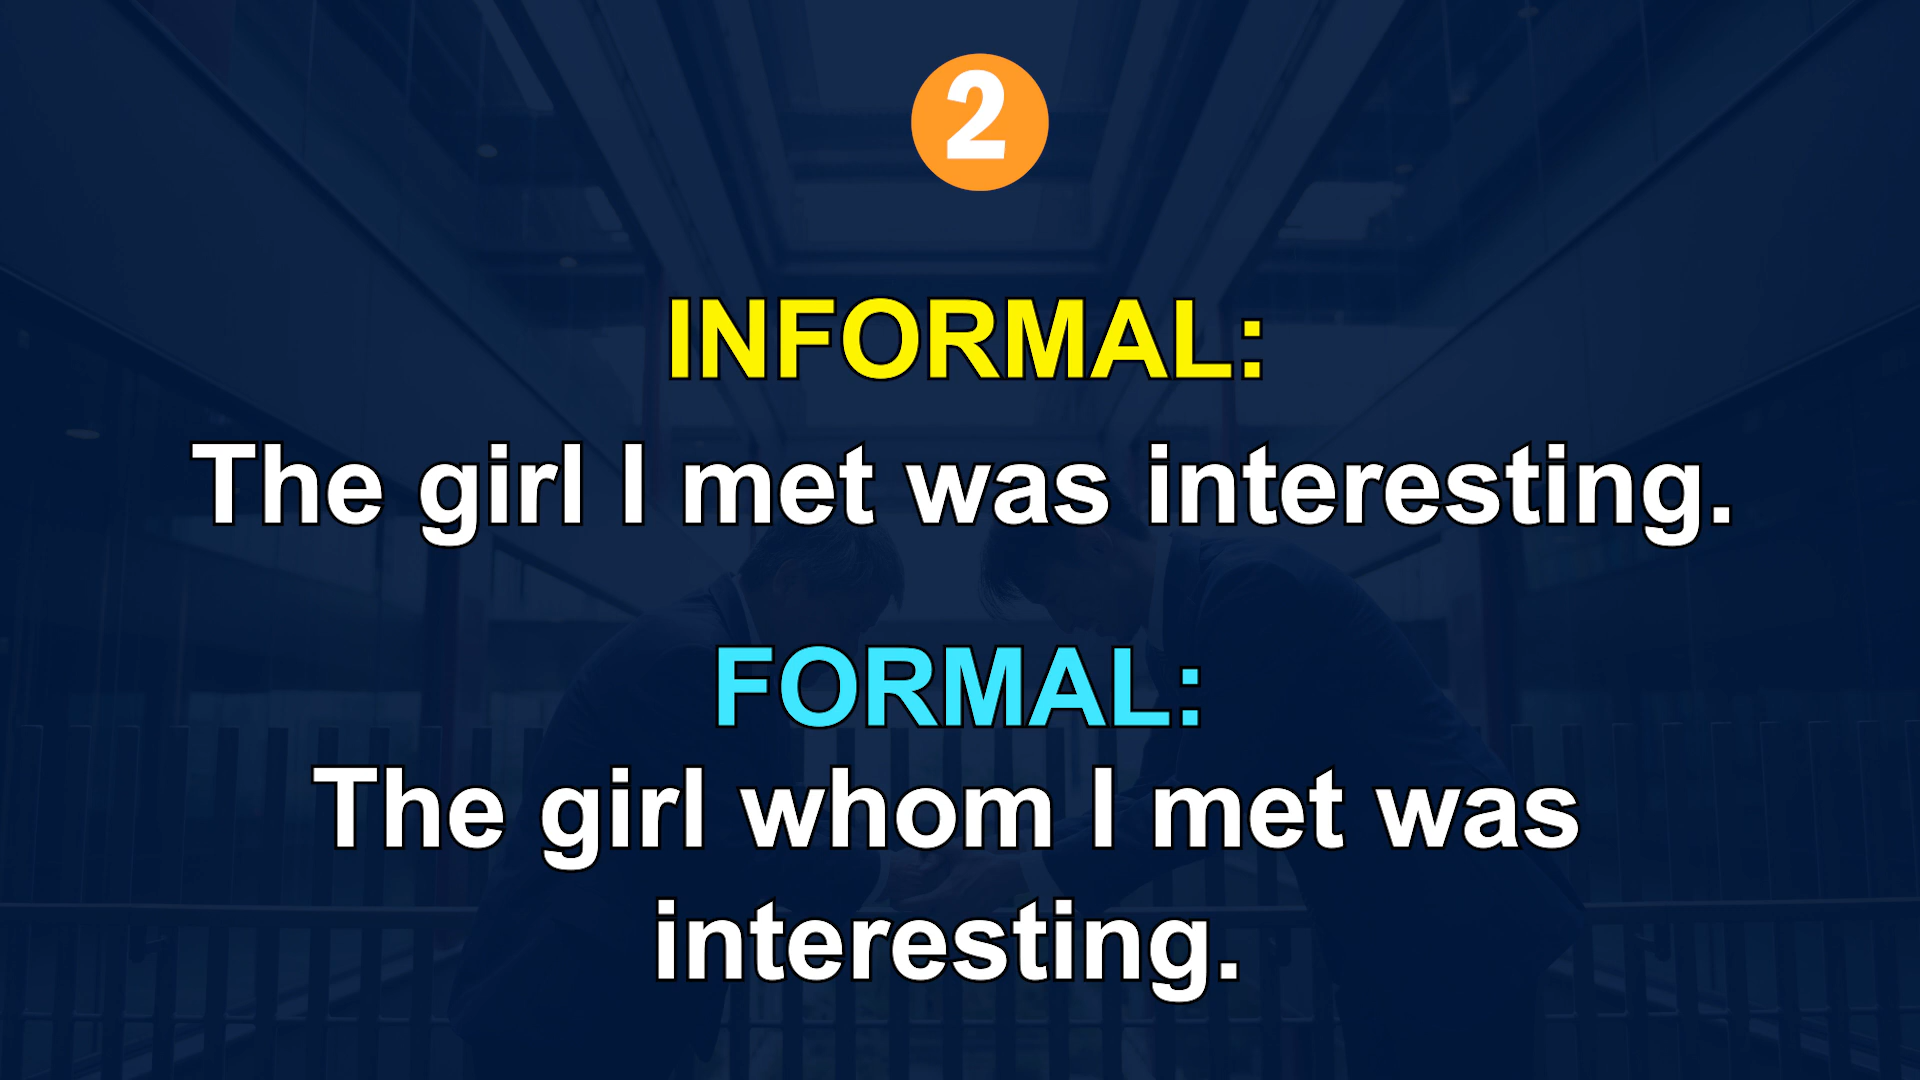 2
INFORMAL:
The girl I met was interesting.
FORMAL:
The girl whom I met was
interesting.